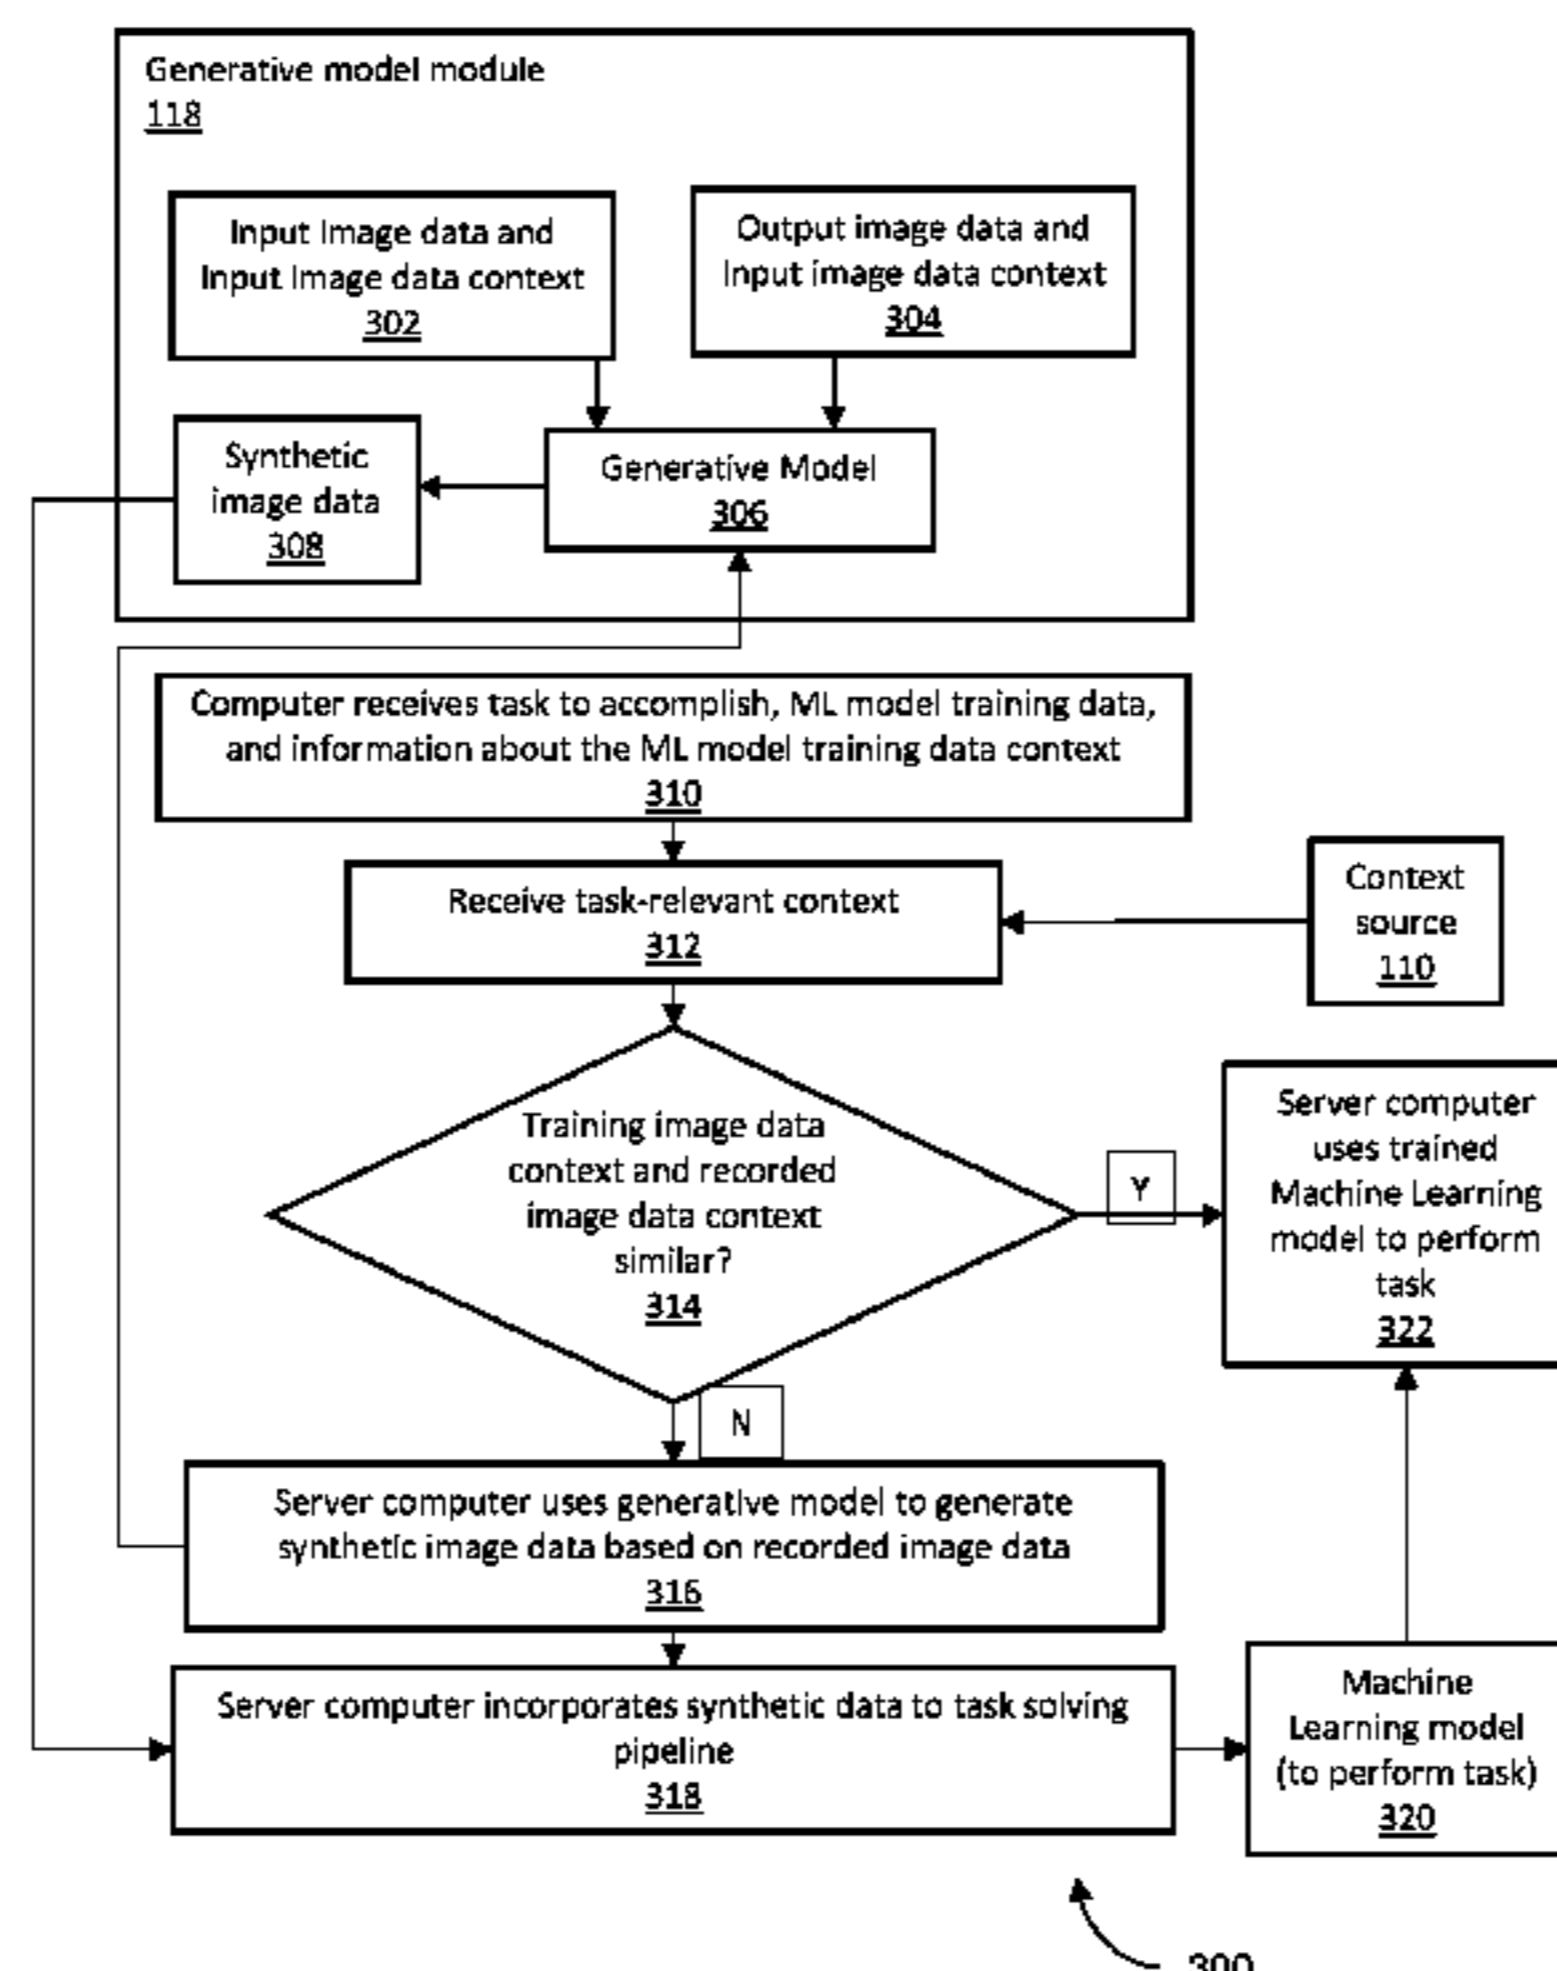 Generative model module
118
Input Image data and
Input Image data context
302
Output image data and
Input image data context
304
Synthetic
image data
308
Generative Model
306
Computer receives task to accomplish, ML model training data,
and information about the ML model training data context
310
Receive task-relevant context
312
Context
source
110
Training image data
context and recorded
image data context
similar?
314
Y
Server computer
uses trained
Machine Learning
model to perform
task
322
N
Server computer uses generative model to generate
synthetic image data based on recorded image data
316
Server computer incorporates synthetic data to task solving
pipeline
318
Machine
Learning model
(to perform task)
320
300